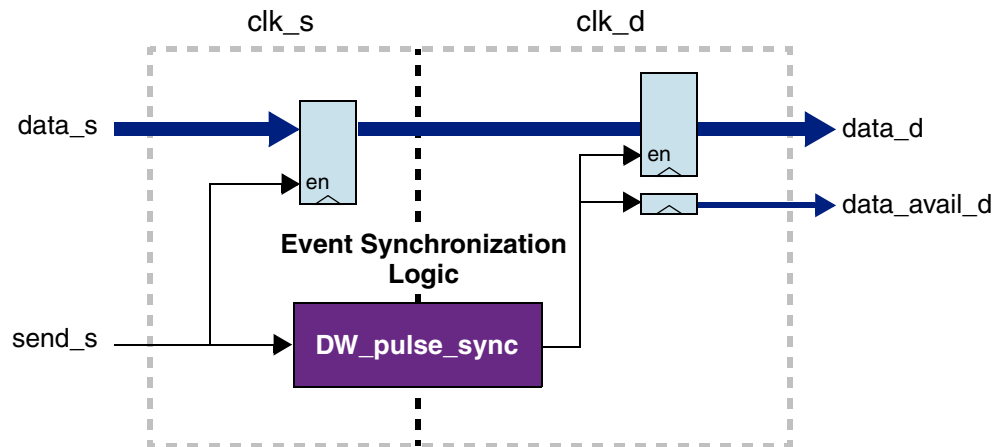 clk_s
clk_d
data_s
data_d
en
en
data_avail_d
Event Synchronization
Logic
send_s
DW_pulse_sync